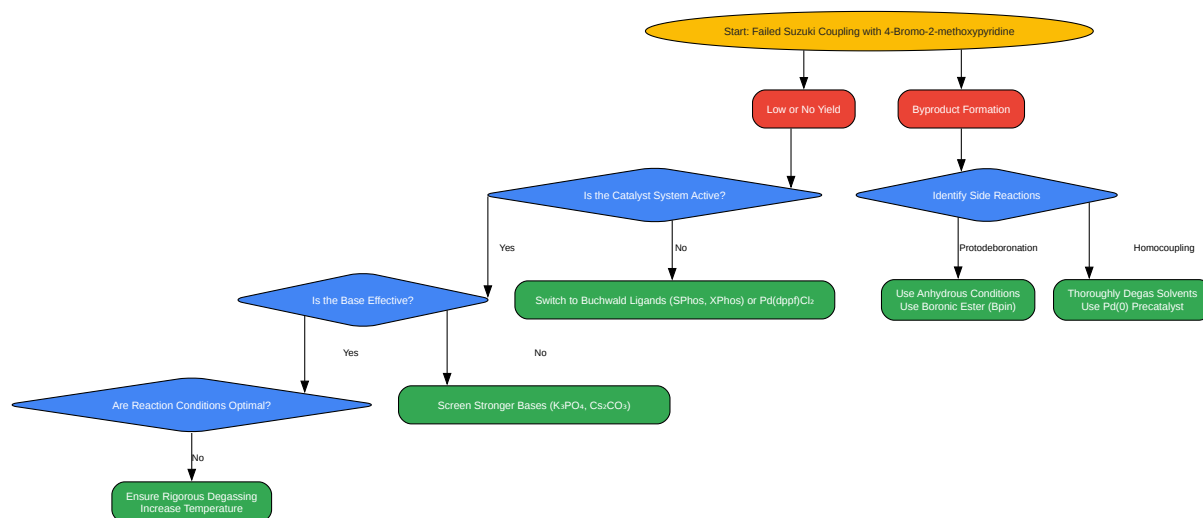 Start: Failed Suzuki Coupling with 4-Bromo-2-methoxypyridine
Low or No Yield
Byproduct Formation
Is the Catalyst System Active?
Identify Side Reactions
Yes
No
Protodeboronation
Homocoupling
Is the Base Effective?
Switch to Buchwald Ligands (SPhos, XPhos) or Pd(dppf)Cl₂
Use Anhydrous Conditions
Use Boronic Ester (Bpin)
Thoroughly Degas Solvents
Use Pd(0) Precatalyst
Yes
No
Are Reaction Conditions Optimal?
Screen Stronger Bases (K₃PO₄, Cs₂CO₃)
No
Ensure Rigorous Degassing
Increase Temperature